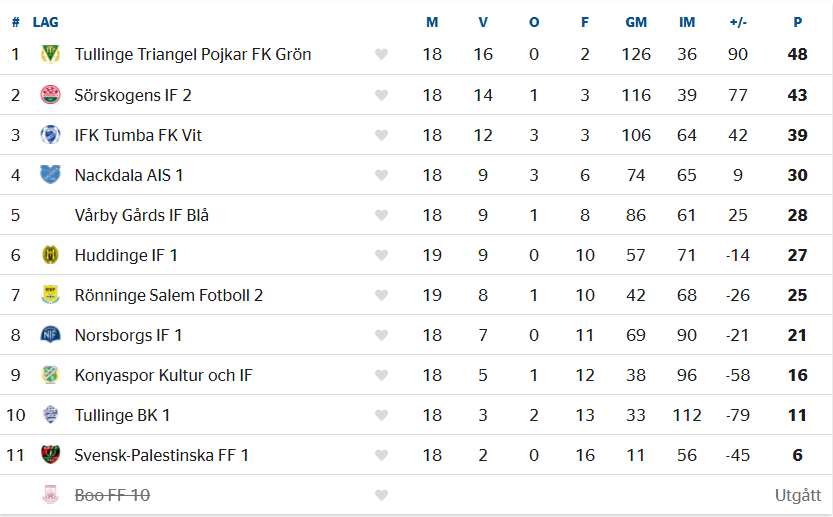 # LAG M V O F GM IM +/- P
1 Tullinge Triangel Pojkar FK Grön 18 16 0 2 126 36 90 48
2 Sörskogens IF 2 18 14 1 3 116 39 77 43
3 IFK Tumba FK Vit 18 12 3 3 106 64 42 39
4 Nackdala AIS 1 18 9 3 6 74 65 9 30
5 Vårby Gårds IF Blå 18 9 1 8 86 61 25 28
6 Huddinge IF 1 19 9 0 10 57 71 -14 27
7 Rönninge Salem Fotboll 2 19 8 1 10 42 68 -26 25
8 Norsborgs IF 1 18 7 0 11 69 90 -21 21
9 Konyaspor Kultur och IF 18 5 1 12 38 96 -58 16
10 Tullinge BK 1 18 3 2 13 33 112 -79 11
11 Svensk-Palestinska FF 1 18 2 0 16 11 56 -45 6
Boo FF 10 Utgått